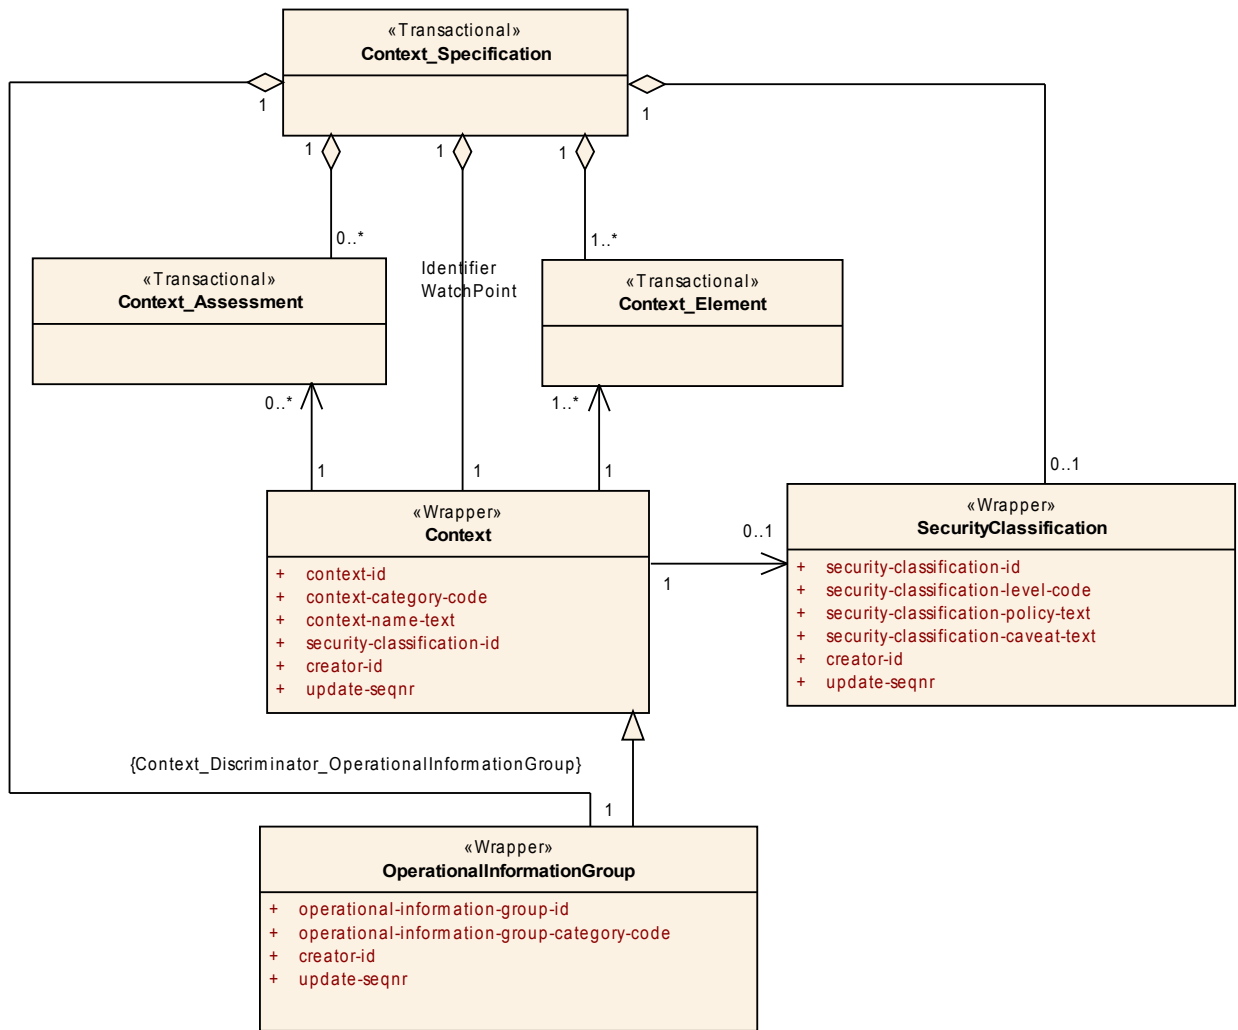 «Transactional»
Context_Specification
1
1
1
1
1
0..*
1..*
Identifier
WatchPoint
«Transactional»
Context_Assessment
«Transactional»
Context_Element
0..*
1..*
1
1
1
0..1
«Wrapper»
Context
+ context-id
+ context-category-code
+ context-name-text
+ security-classification-id
+ creator-id
+ update-seqnr
0..1
1
«Wrapper»
SecurityClassification
+ security-classification-id
+ security-classification-level-code
+ security-classification-policy-text
+ security-classification-caveat-text
+ creator-id
+ update-seqnr
{Context_Discriminator_OperationalInformationGroup}
1
«Wrapper»
OperationalInformationGroup
+ operational-information-group-id
+ operational-information-group-category-code
+ creator-id
+ update-seqnr